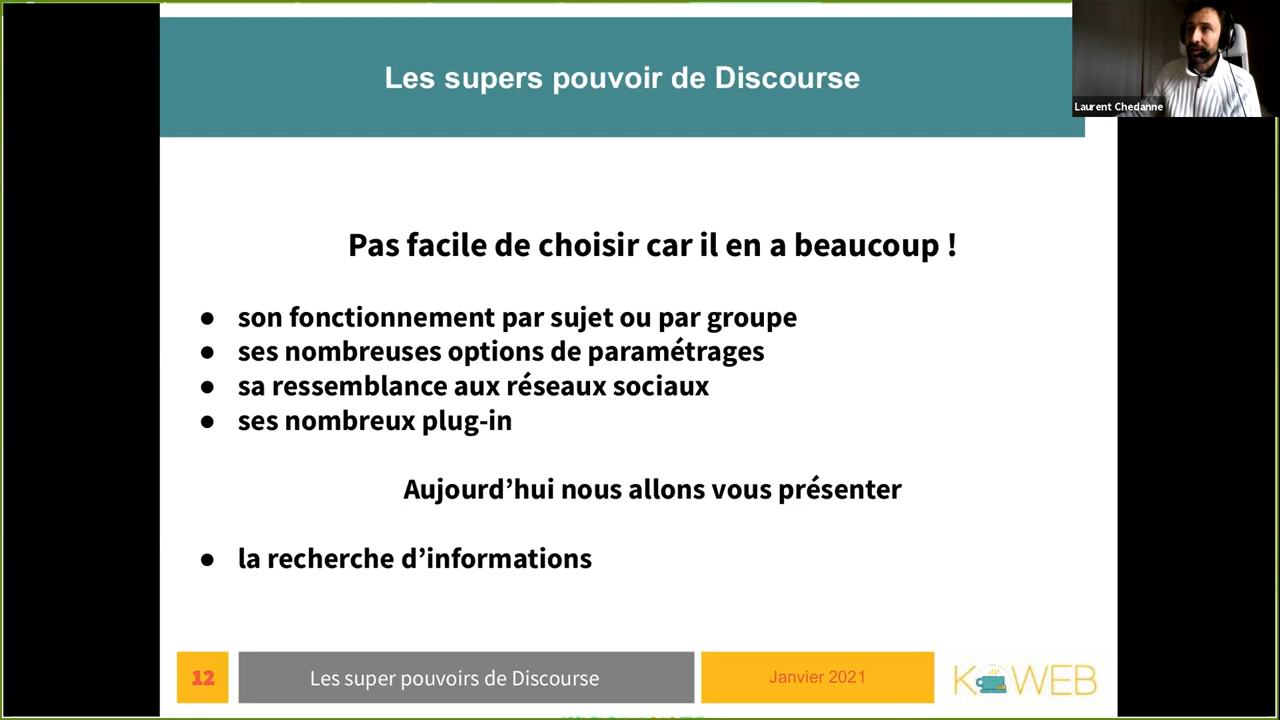 Les supers pouvoir de Discourse
Laurent Chedanne
Pas facile de choisir car il en a beaucoup !
● son fonctionnement par sujet ou par groupe
● ses nombreuses options de paramétrages
● sa ressemblance aux réseaux sociaux
● ses nombreux plug-in
Aujourd’hui nous allons vous présenter
● la recherche d’informations
12
Les super pouvoirs de Discourse
Janvier 2021
K WEB